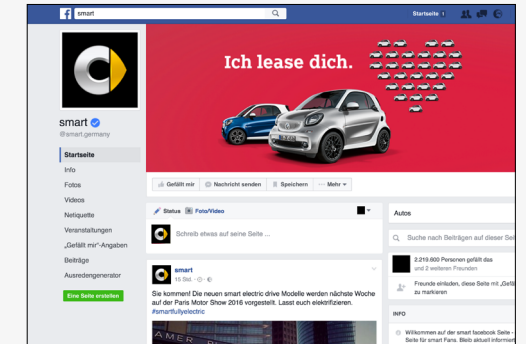 smart
Startseite 1
Ich lease dich.
smart
@smart.germany
Startseite
Info
Fotos
Videos
Netiquette
Veranstaltungen
„Gefällt mir"-Angaben
Beiträge
Ausredengenerator
Eine Seite erstellen
Gefällt mir
Nachricht senden
Speichern
··· Mehr
Status
Foto/Video
Schreib etwas auf seine Seite ...
smart
15 Std. ·
Sie kommen! Die neuen smart electric drive Modelle werden nächste Woche
auf der Paris Motor Show 2016 vorgestellt. Lasst euch elektrifizieren.
#smartfullyelectric
Autos
Suche nach Beiträgen auf dieser Sei
2.219.600 Personen gefällt das
und 2 weiteren Freunden
Freunde einladen, diese Seite mit „Gefä
zu markieren
INFO
Willkommen auf der smart facebook Seite -
Seite für smart Fans. Bleib aktuell informiert